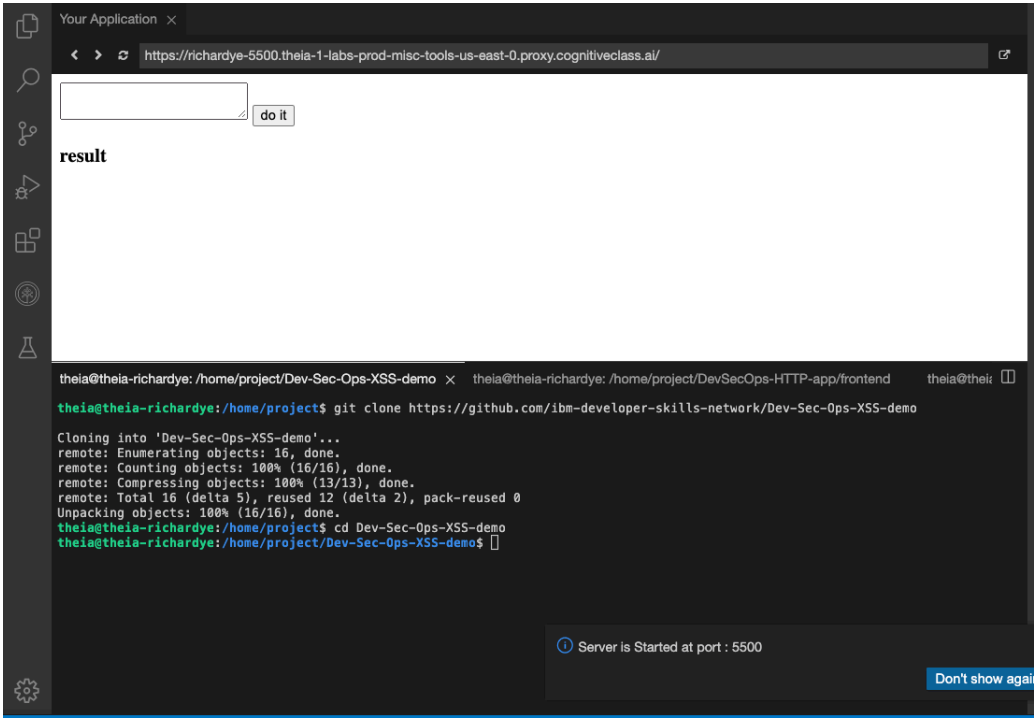 Your Application
https://richardye-5500.theia-1-labs-prod-misc-tools-us-east-0.proxy.cognitiveclass.ai/
do it
result
theia@theia-richardye: /home/project/Dev-Sec-Ops-XSS-demo theia@theia-richardye: /home/project/DevSecOps-HTTP-app/frontend theia@theia
theia@theia-richardye:/home/project$ git clone https://github.com/ibm-developer-skills-network/Dev-Sec-Ops-XSS-demo
Cloning into 'Dev-Sec-Ops-XSS-demo'...
remote: Enumerating objects: 16, done.
remote: Counting objects: 100% (16/16), done.
remote: Compressing objects: 100% (13/13), done.
remote: Total 16 (delta 5), reused 12 (delta 2), pack-reused 0
Unpacking objects: 100% (16/16), done.
theia@theia-richardye:/home/project$ cd Dev-Sec-Ops-XSS-demo
theia@theia-richardye:/home/project/Dev-Sec-Ops-XSS-demo$
Server is Started at port : 5500
Don't show again